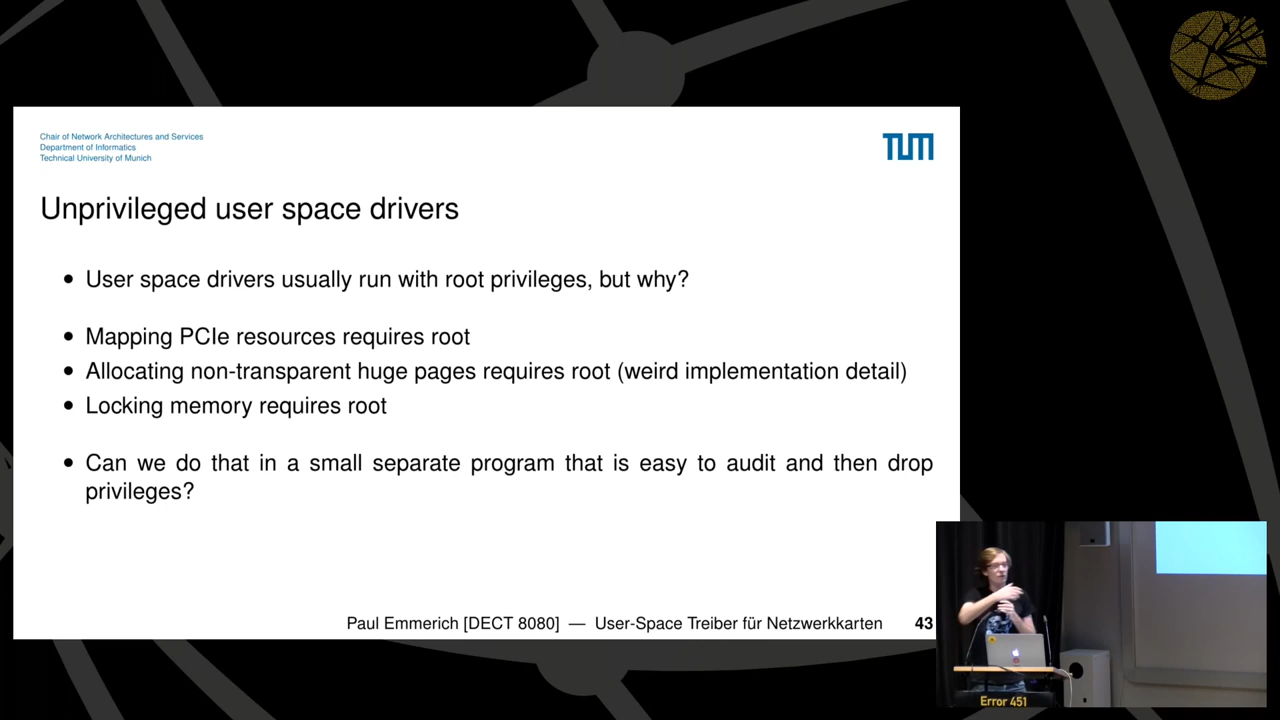 Chair of Network Architectures and Services
Department of Informatics
Technical University of Munich
TUM
Unprivileged user space drivers
• User space drivers usually run with root privileges, but why?
• Mapping PCIe resources requires root
• Allocating non-transparent huge pages requires root (weird implementation detail)
• Locking memory requires root
• Can we do that in a small separate program that is easy to audit and then drop
privileges?
Paul Emmerich [DECT 8080] — User-Space Treiber für Netzwerkkarten 43
Error 451